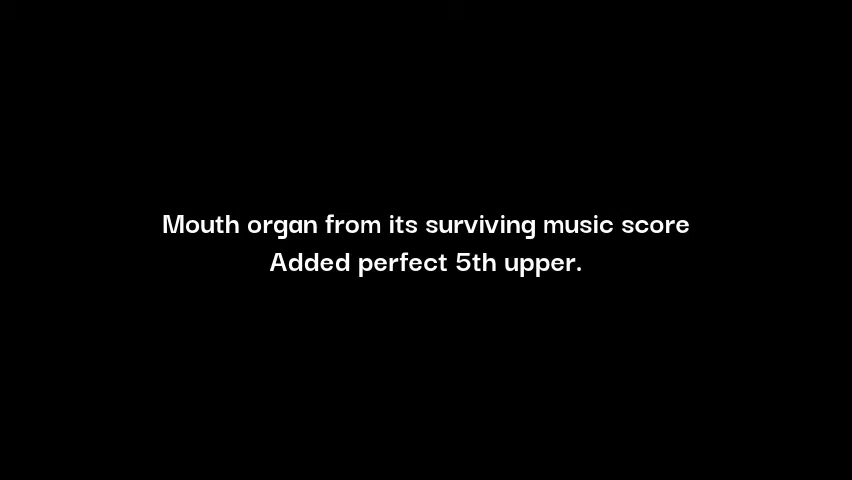 Mouth organ from its surviving music score
Added perfect 5th upper.